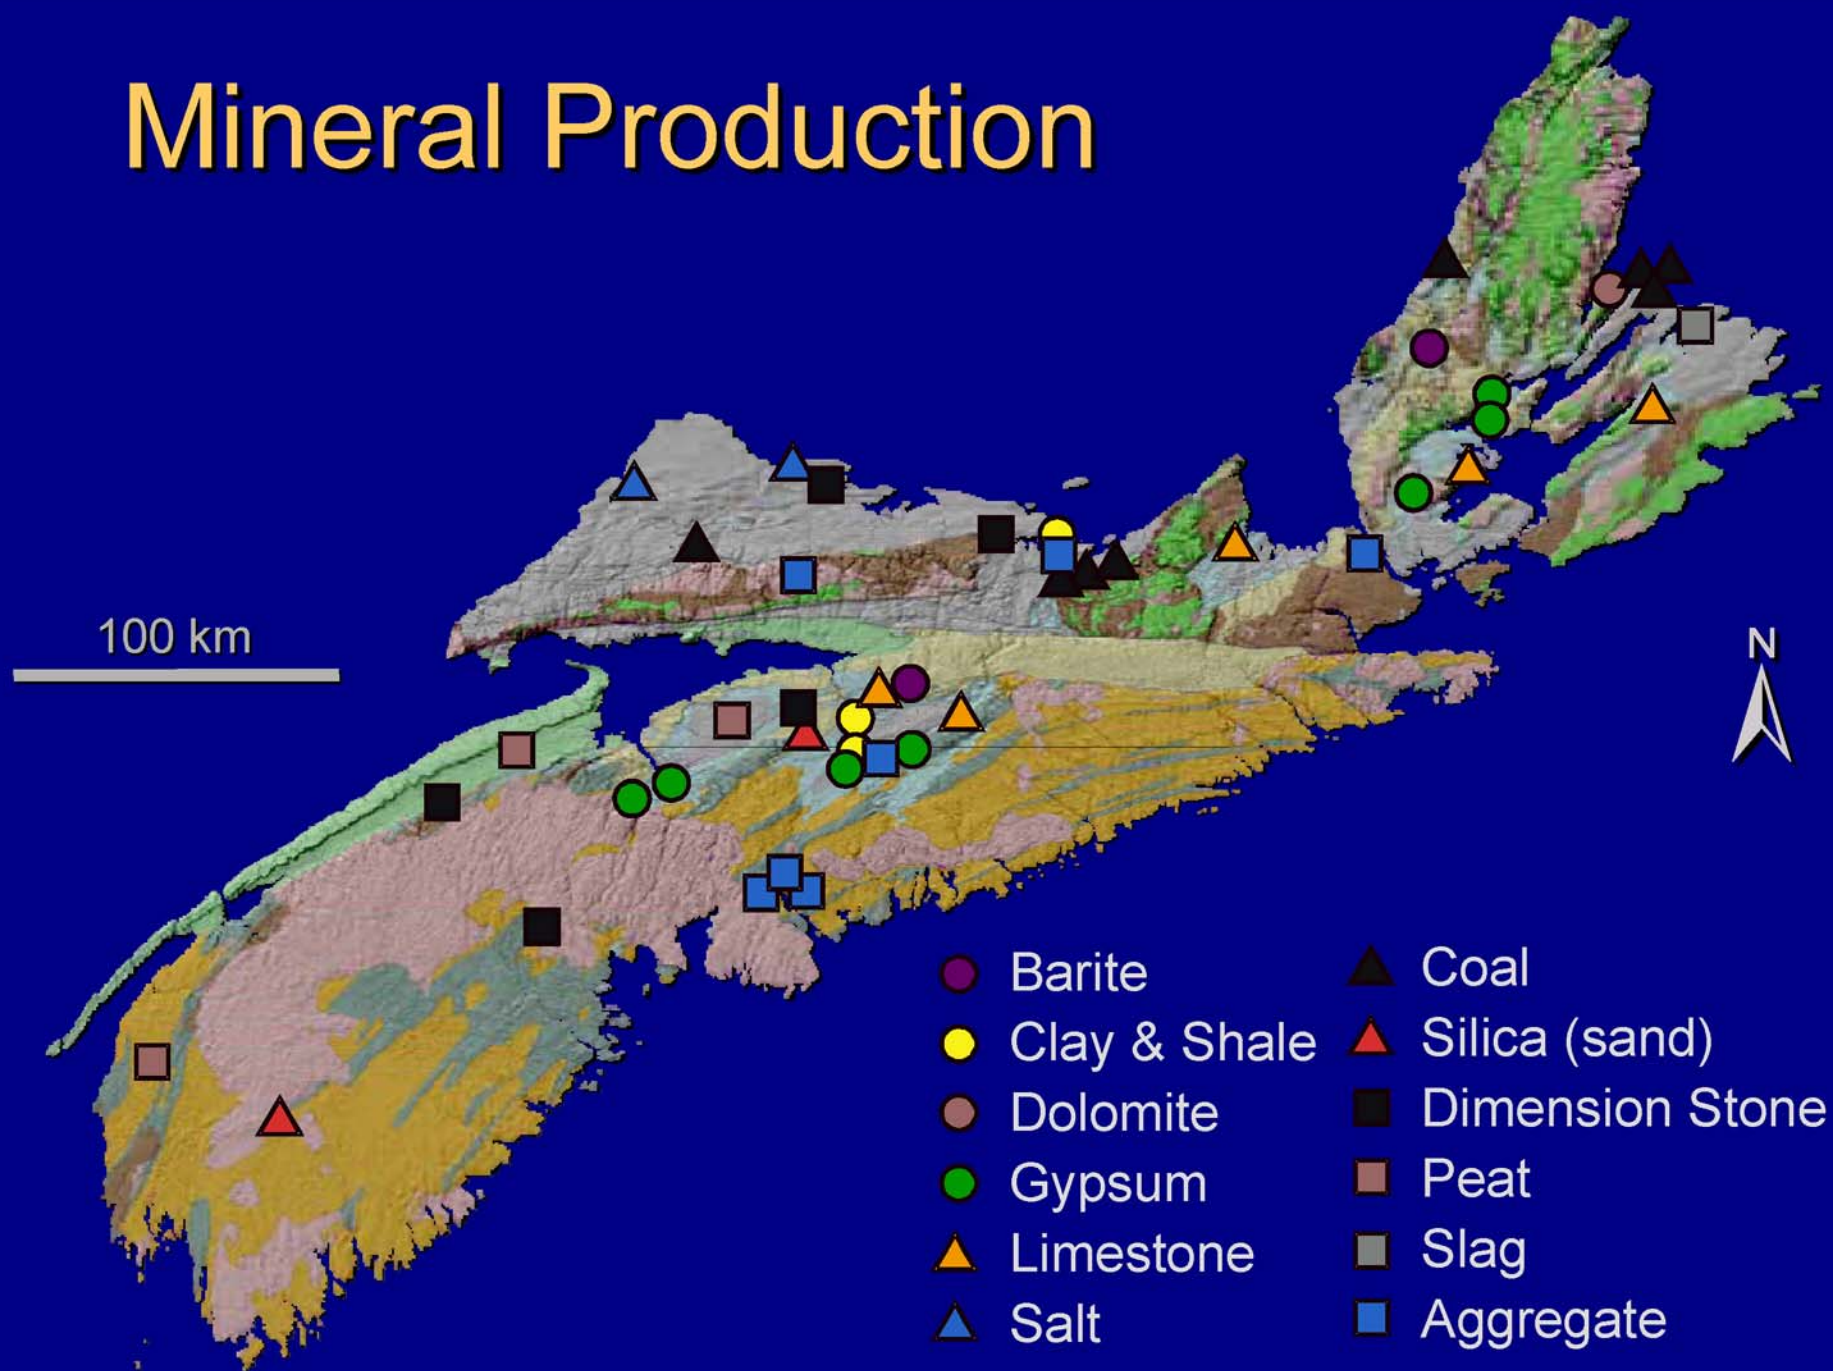 Mineral Production
100 km
N
Barite
Clay & Shale
Dolomite
Gypsum
Limestone
Salt
Coal
Silica (sand)
Dimension Stone
Peat
Slag
Aggregate